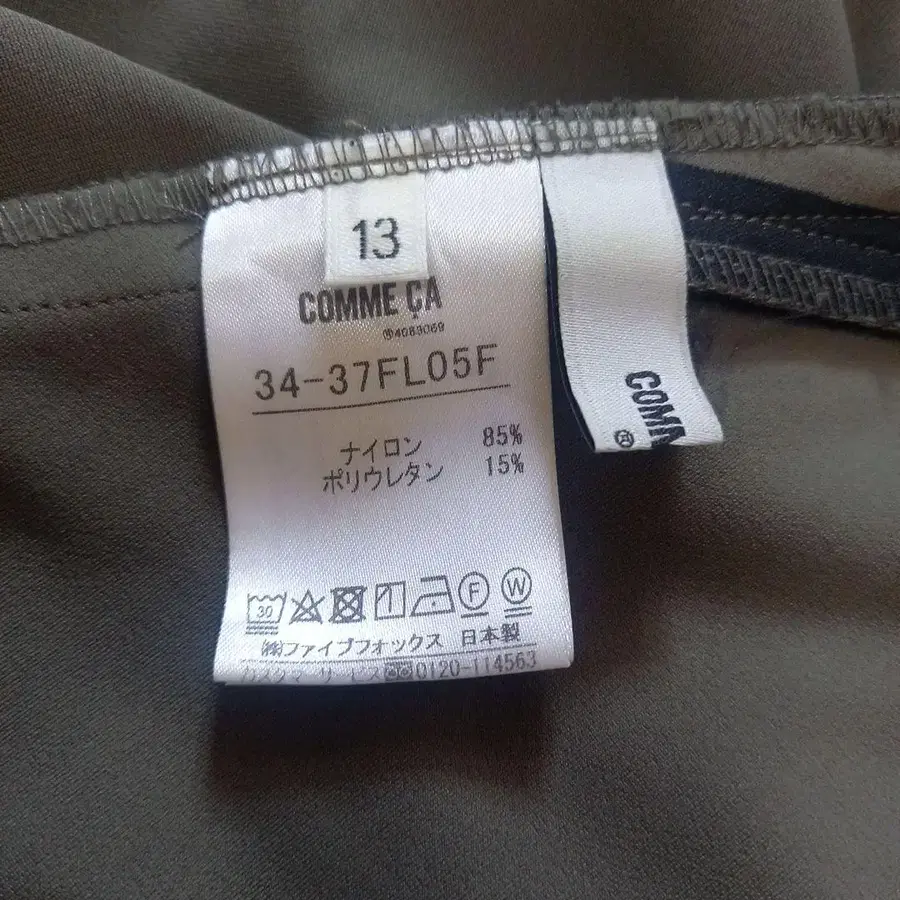 13
COMME ÇA
®4083069
34-37FL05F
ナイロン 85%
ポリウレタン 15%
30 F W
㈱ファイブフォックス 日本製
カスタマーサービス 0120-114563
COMM
®